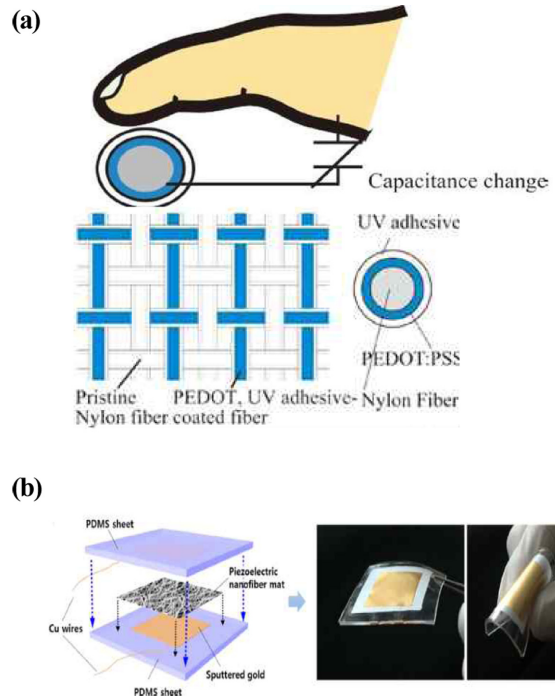 (a)
Capacitance change
UV adhesive
PEDOT:PSS
Pristine
Nylon fiber
PEDOT, UV adhesive-
coated fiber
Nylon Fiber
(b)
PDMS sheet
Piezoelectric
nanofiber mat
Cu wires
Sputtered gold
PDMS sheet